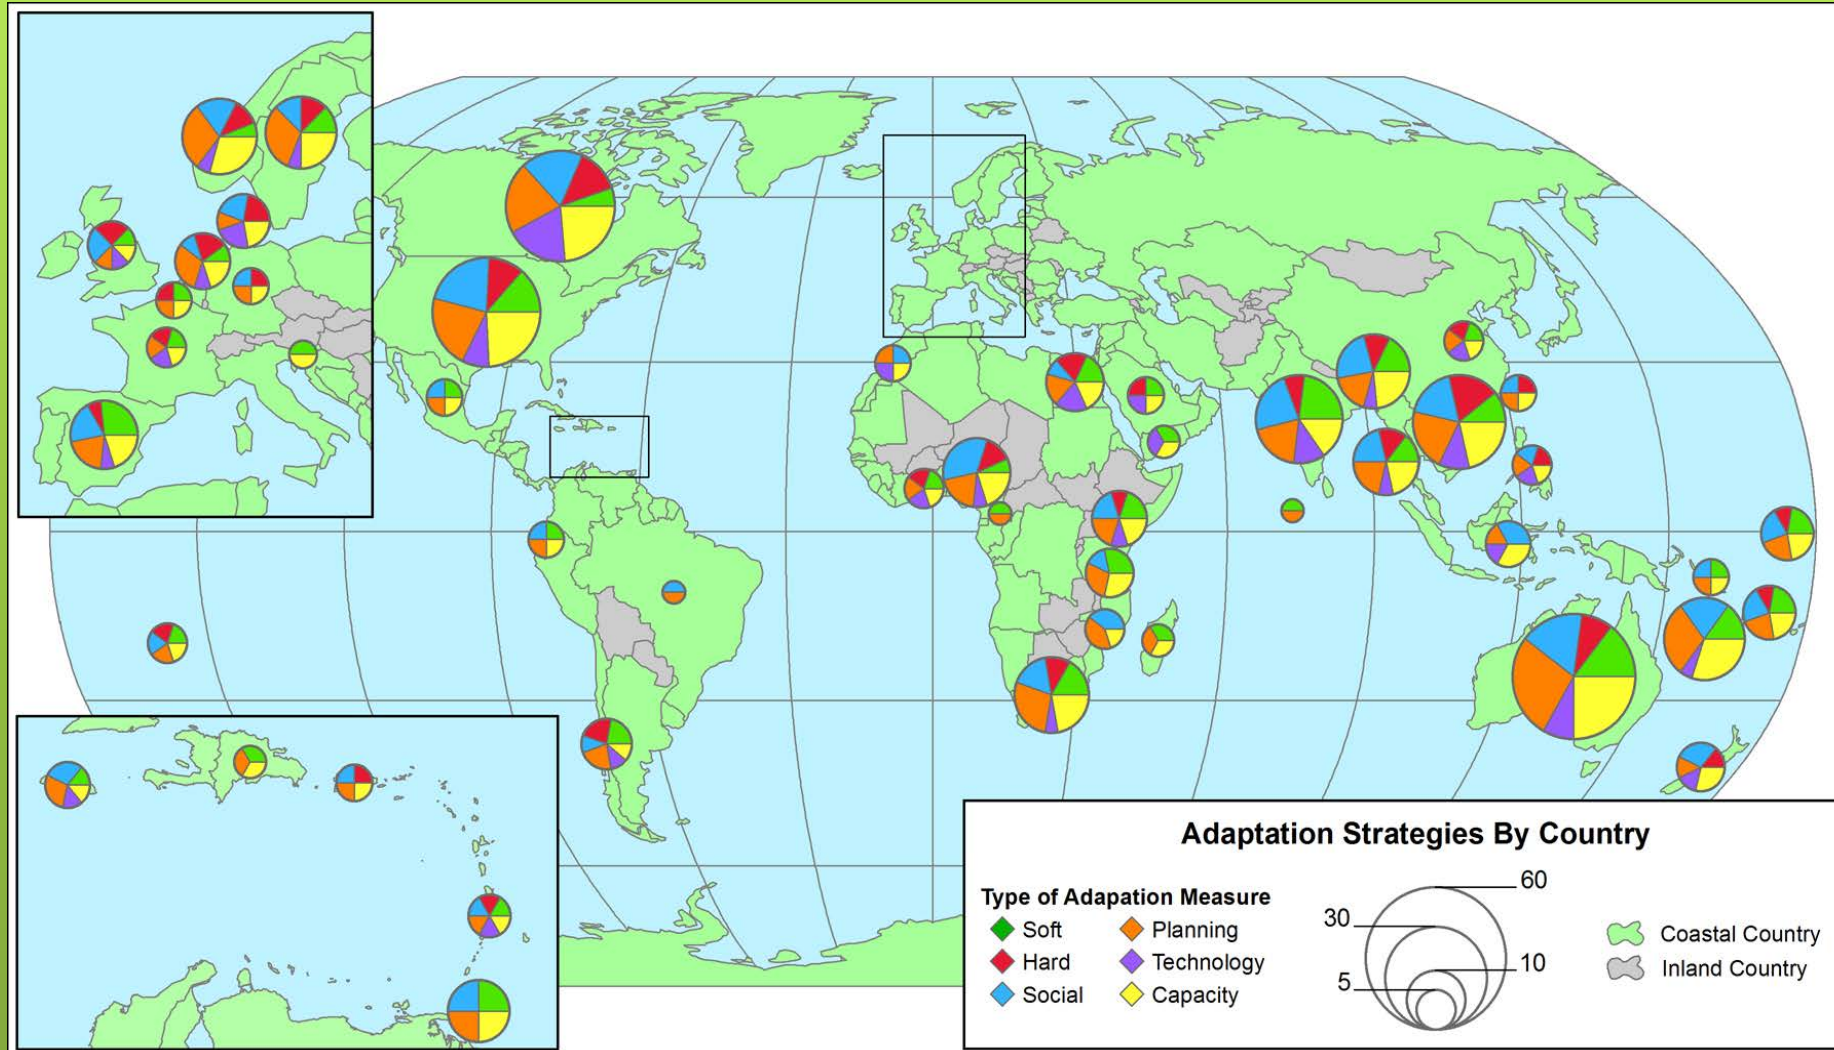 Adaptation Strategies By Country
Type of Adapation Measure
Soft
Hard
Social
Planning
Technology
Capacity
60
30
10
5
Coastal Country
Inland Country